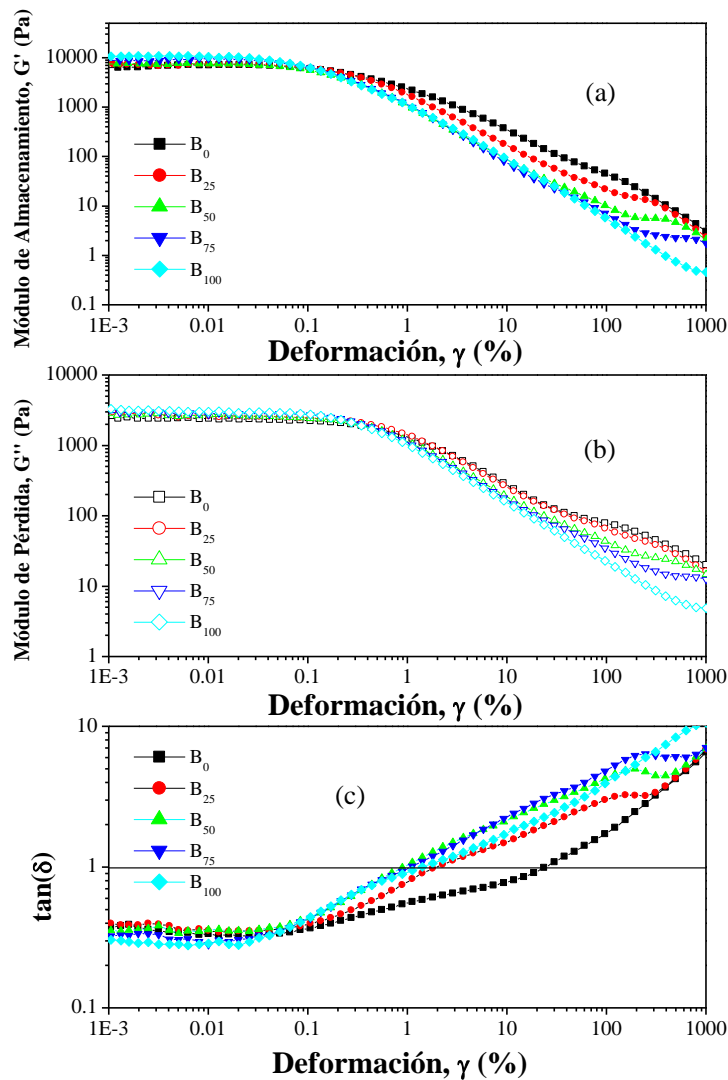 Módulo de Almacenamiento, G' (Pa)
10000
1000
100
10
1
0.1
(a)
B0
B25
B50
B75
B100
1E-3 0.01 0.1 1 10 100 1000
Deformación, γ (%)
Módulo de Pérdida, G'' (Pa)
10000
1000
100
10
1
(b)
B0
B25
B50
B75
B100
1E-3 0.01 0.1 1 10 100 1000
Deformación, γ (%)
tan(δ)
10
1
0.1
(c)
B0
B25
B50
B75
B100
1E-3 0.01 0.1 1 10 100 1000
Deformación, γ (%)